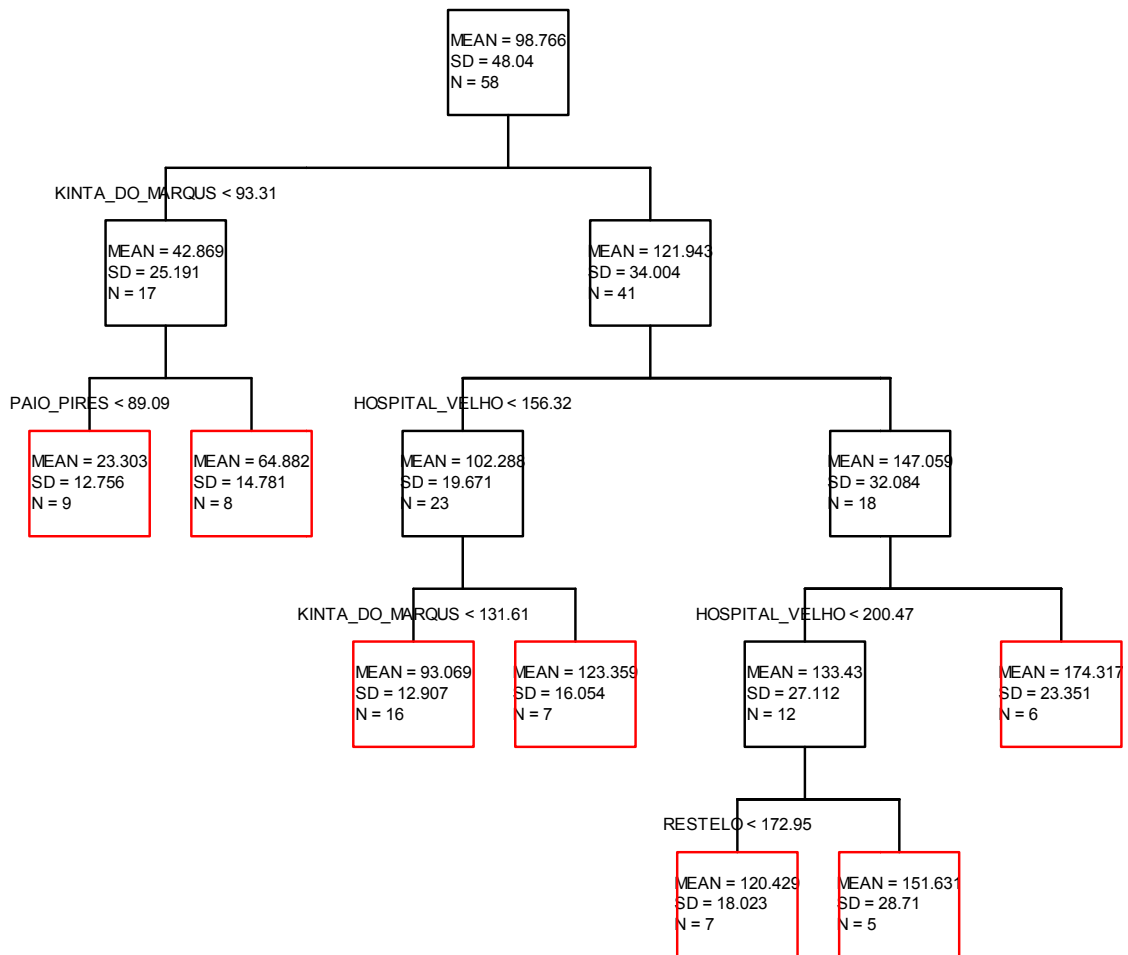 MEAN = 98.766
SD = 48.04
N = 58
KINTA_DO_MARQUS < 93.31
MEAN = 42.869
SD = 25.191
N = 17
MEAN = 121.943
SD = 34.004
N = 41
PAIO_PIRES < 89.09
HOSPITAL_VELHO < 156.32
MEAN = 23.303
SD = 12.756
N = 9
MEAN = 64.882
SD = 14.781
N = 8
MEAN = 102.288
SD = 19.671
N = 23
MEAN = 147.059
SD = 32.084
N = 18
KINTA_DO_MARQUS < 131.61
HOSPITAL_VELHO < 200.47
MEAN = 93.069
SD = 12.907
N = 16
MEAN = 123.359
SD = 16.054
N = 7
MEAN = 133.43
SD = 27.112
N = 12
MEAN = 174.317
SD = 23.351
N = 6
RESTELO < 172.95
MEAN = 120.429
SD = 18.023
N = 7
MEAN = 151.631
SD = 28.71
N = 5